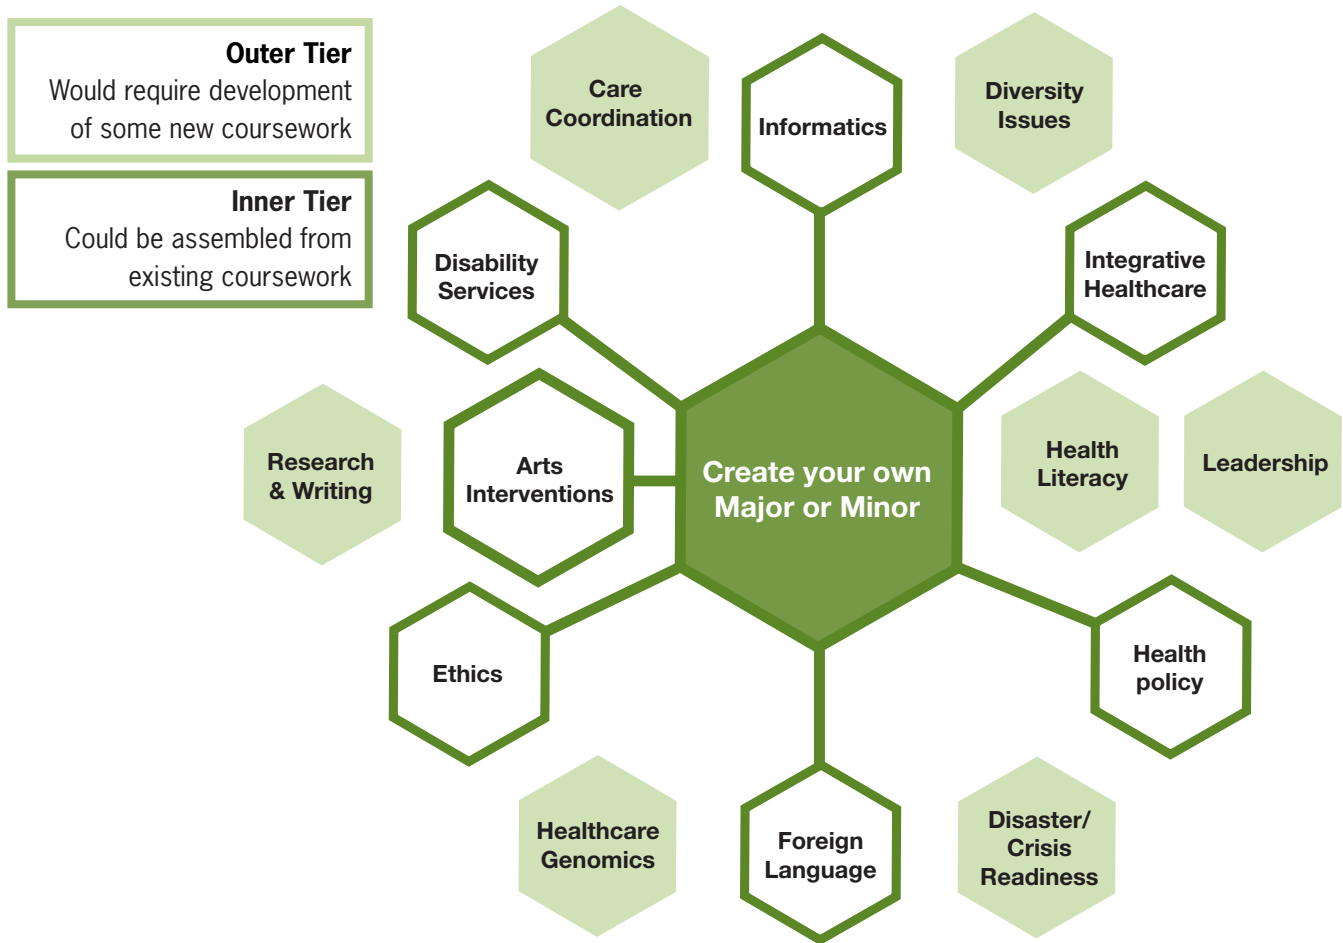 Outer Tier
Would require development
of some new coursework
Inner Tier
Could be assembled from
existing coursework
Care
Coordination
Informatics
Diversity
Issues
Disability
Services
Integrative
Healthcare
Research
& Writing
Arts
Interventions
Create your own
Major or Minor
Health
Literacy
Leadership
Ethics
Health
policy
Healthcare
Genomics
Foreign
Language
Disaster/
Crisis
Readiness